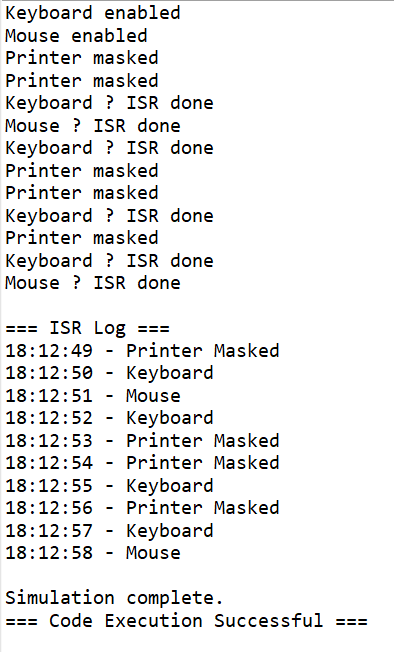 Keyboard enabled
Mouse enabled
Printer masked
Printer masked
Keyboard ? ISR done
Mouse ? ISR done
Keyboard ? ISR done
Printer masked
Printer masked
Keyboard ? ISR done
Printer masked
Keyboard ? ISR done
Mouse ? ISR done

=== ISR Log ===
18:12:49 - Printer Masked
18:12:50 - Keyboard
18:12:51 - Mouse
18:12:52 - Keyboard
18:12:53 - Printer Masked
18:12:54 - Printer Masked
18:12:55 - Keyboard
18:12:56 - Printer Masked
18:12:57 - Keyboard
18:12:58 - Mouse

Simulation complete.
=== Code Execution Successful ===